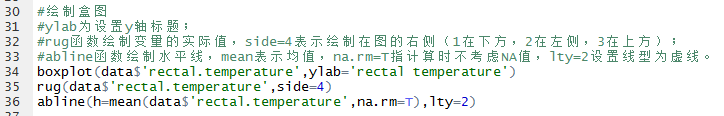 30 #绘制盒图
31 #ylab为设置y轴标题;
32 #rug函数绘制变量的实际值，side=4表示绘制在图的右侧（1在下方，2在左侧，3在上方）;
33 #abline函数绘制水平线，mean表示均值，na.rm=T指计算时不考虑NA值，lty=2设置线型为虚线。
34 boxplot(data$'rectal.temperature',ylab='rectal temperature')
35 rug(data$'rectal.temperature',side=4)
36 abline(h=mean(data$'rectal.temperature',na.rm=T),lty=2)
37